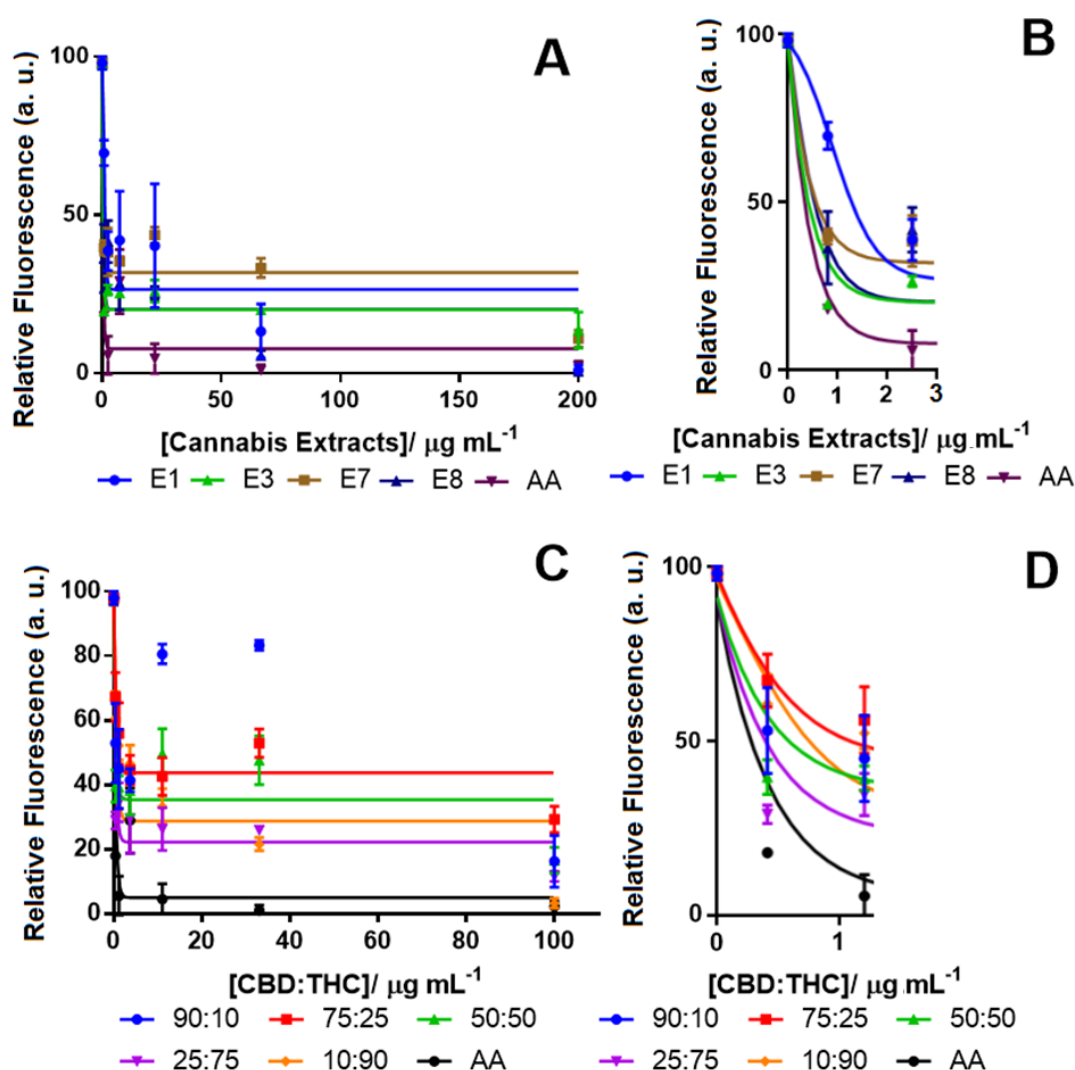 A
Relative Fluorescence (a. u.)
100
50
0
0 50 100 150 200
[Cannabis Extracts]/ μg mL-1
E1 E3 E7 E8 AA
B
Relative Fluorescence (a. u.)
100
50
0
0 1 2 3
[Cannabis Extracts]/ μg mL-1
E1 E3 E7 E8 AA
C
Relative Fluorescence (a. u.)
100
80
60
40
20
0
0 20 40 60 80 100
[CBD:THC]/ μg mL-1
90:10 75:25 50:50
25:75 10:90 AA
D
Relative Fluorescence (a. u.)
100
50
0
0 1
[CBD:THC]/ μg mL-1
90:10 75:25 50:50
25:75 10:90 AA